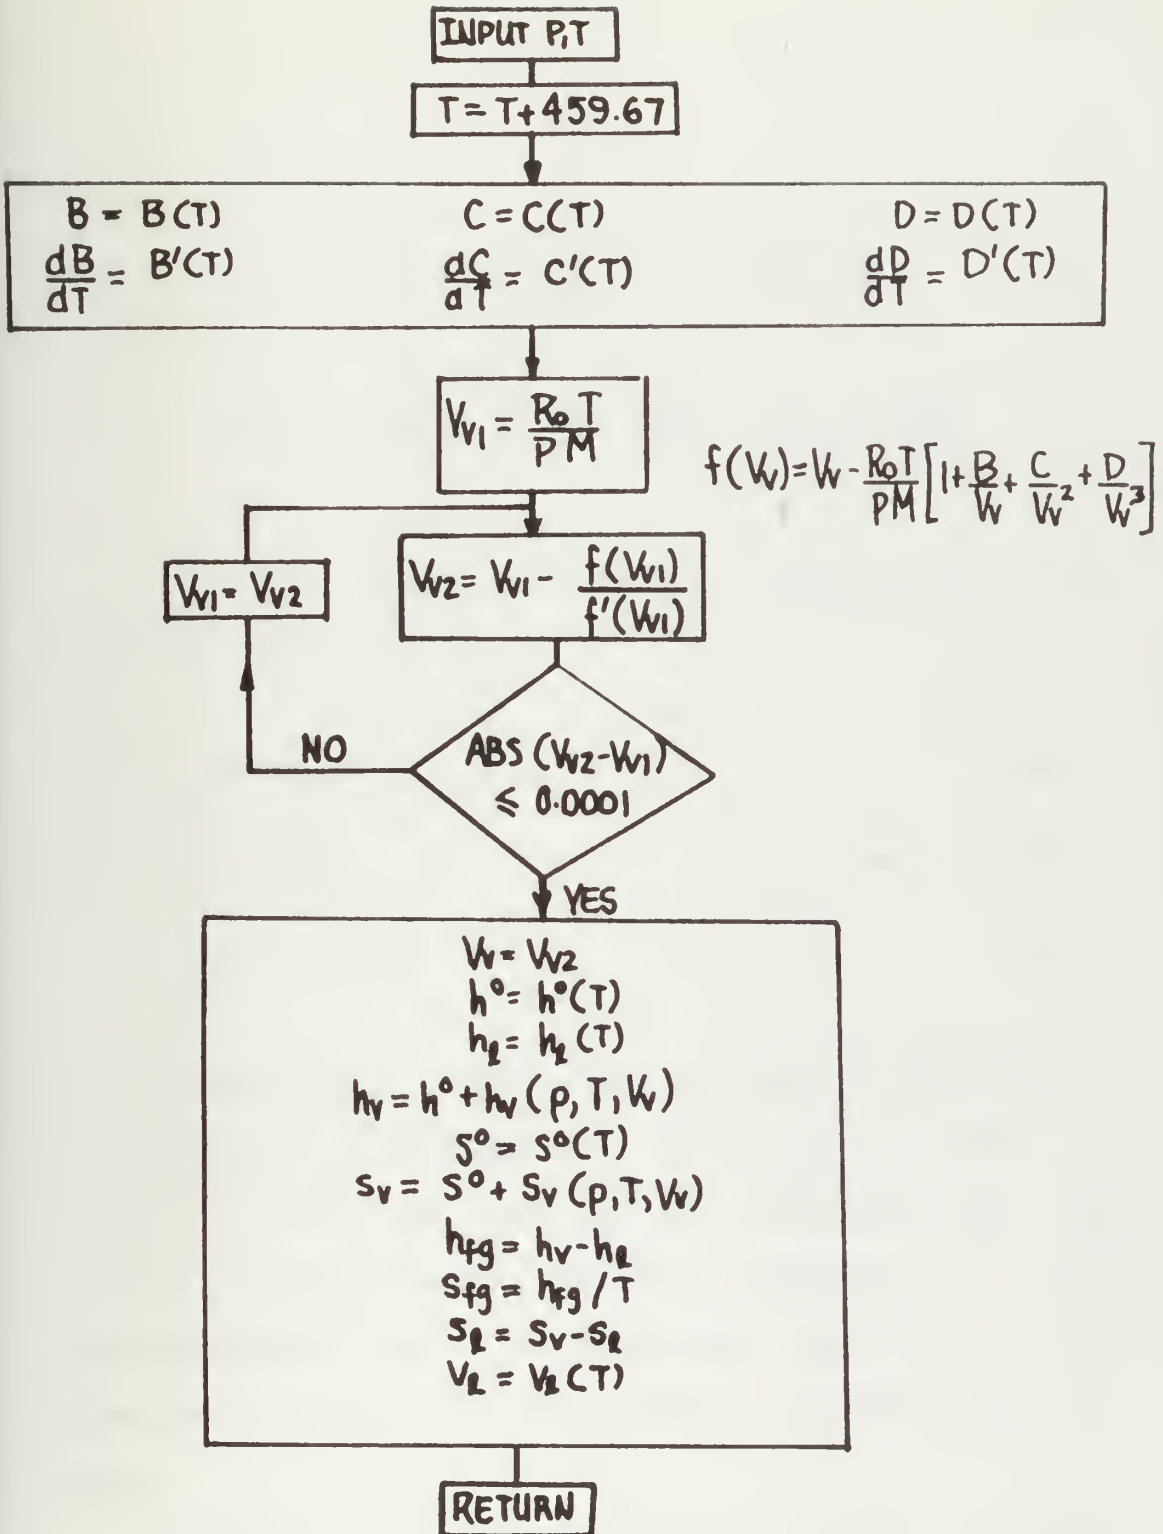 INPUT P,T
T = T + 459.67
B = B(T)
dB/dT = B'(T)
C = C(T)
dC/dT = C'(T)
D = D(T)
dD/dT = D'(T)
Vv1 = R₀T/PM
f(Vv) = Vv - R₀T/PM [1 + B/Vv + C/Vv² + D/Vv³]
Vv1 = Vv2
Vv2 = Vv1 - f(Vv1)/f'(Vv1)
NO
ABS (Vv2-Vv1)
≤ 0.0001
YES
Vv = Vv2
h° = h°(T)
hℓ = hℓ(T)
hv = h° + hv(p,T,Vv)
s° = s°(T)
sv = s° + sv(p,T,Vv)
hfg = hv - hℓ
sfg = hfg / T
sℓ = sv - sℓ
Vℓ = Vℓ(T)
RETURN